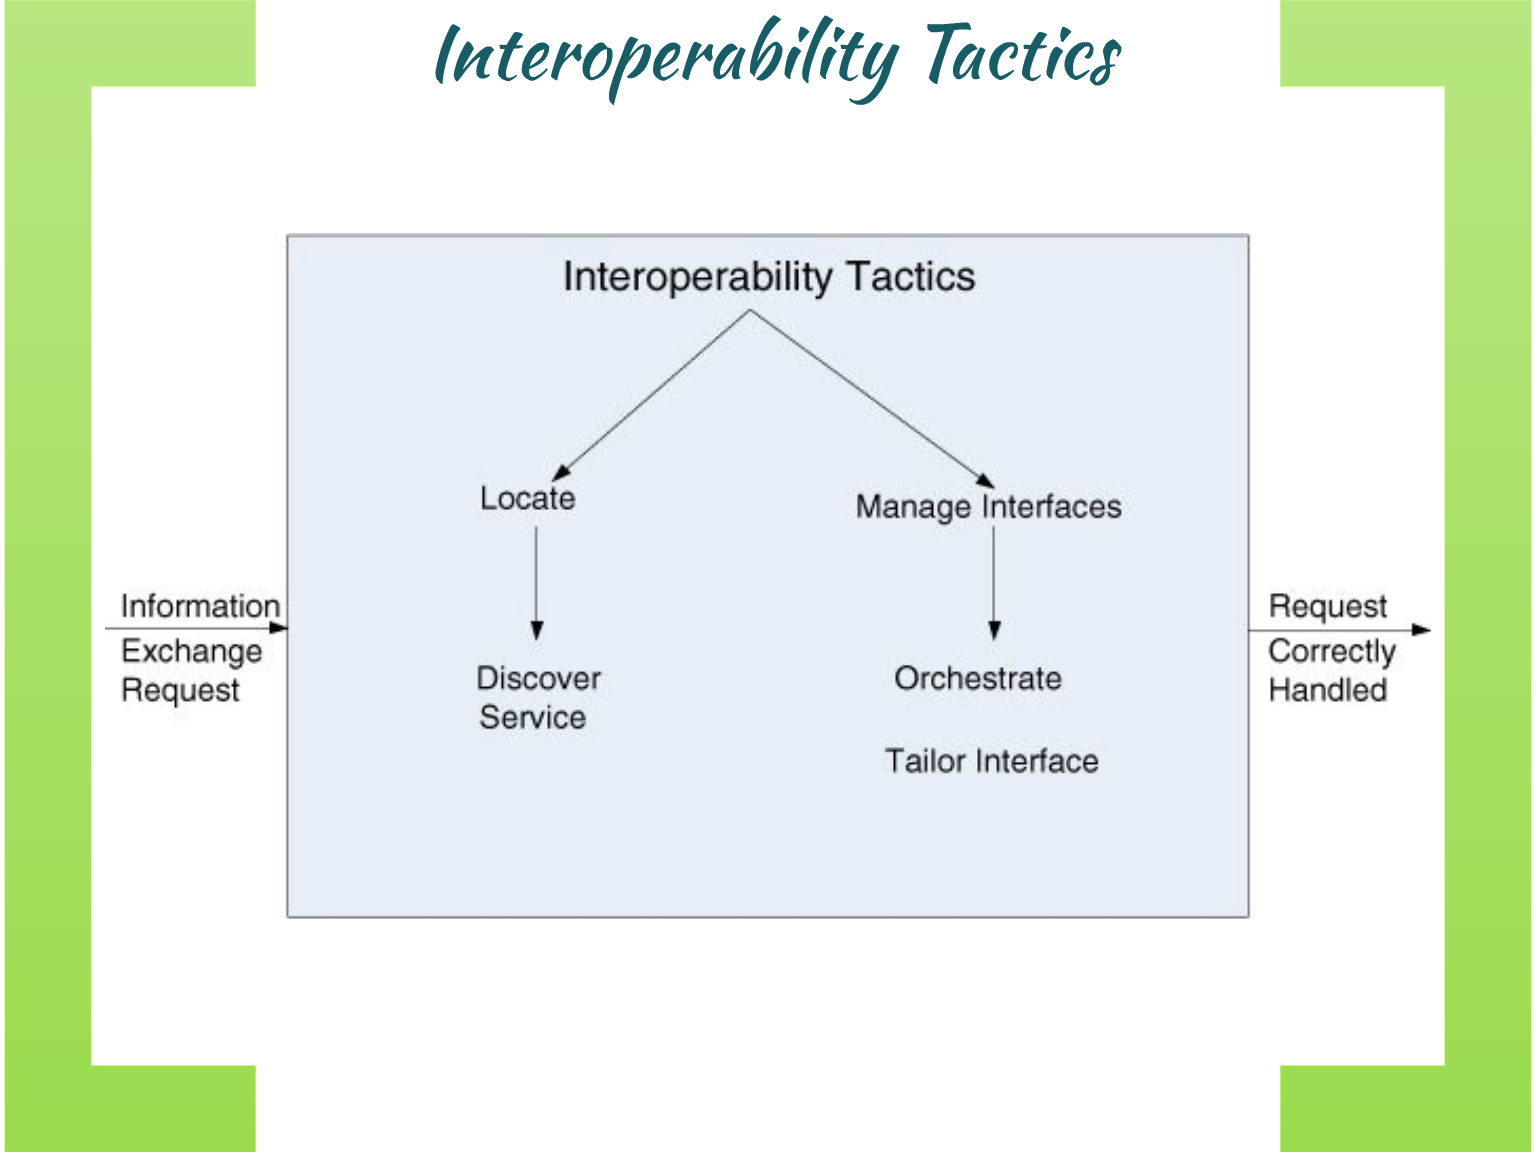 Interoperability Tactics
Interoperability Tactics
Locate
Manage Interfaces
Information
Exchange
Request
Discover
Service
Orchestrate
Tailor Interface
Request
Correctly
Handled